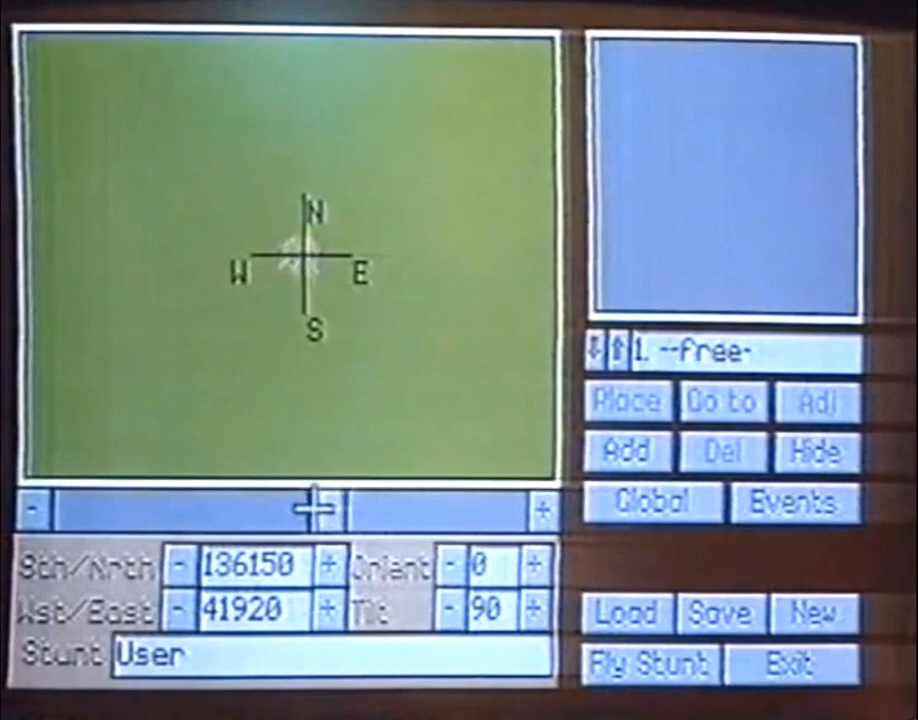 N
W E
S
1. --free-
Place Go to Adj
Add Del Hide
Global Events
- +
Sth/Nrth - 136150 + Orient - 0 +
Wst/East - 41920 + Tilt - 90 +
Stunt User
Load Save New
Fly Stunt Exit